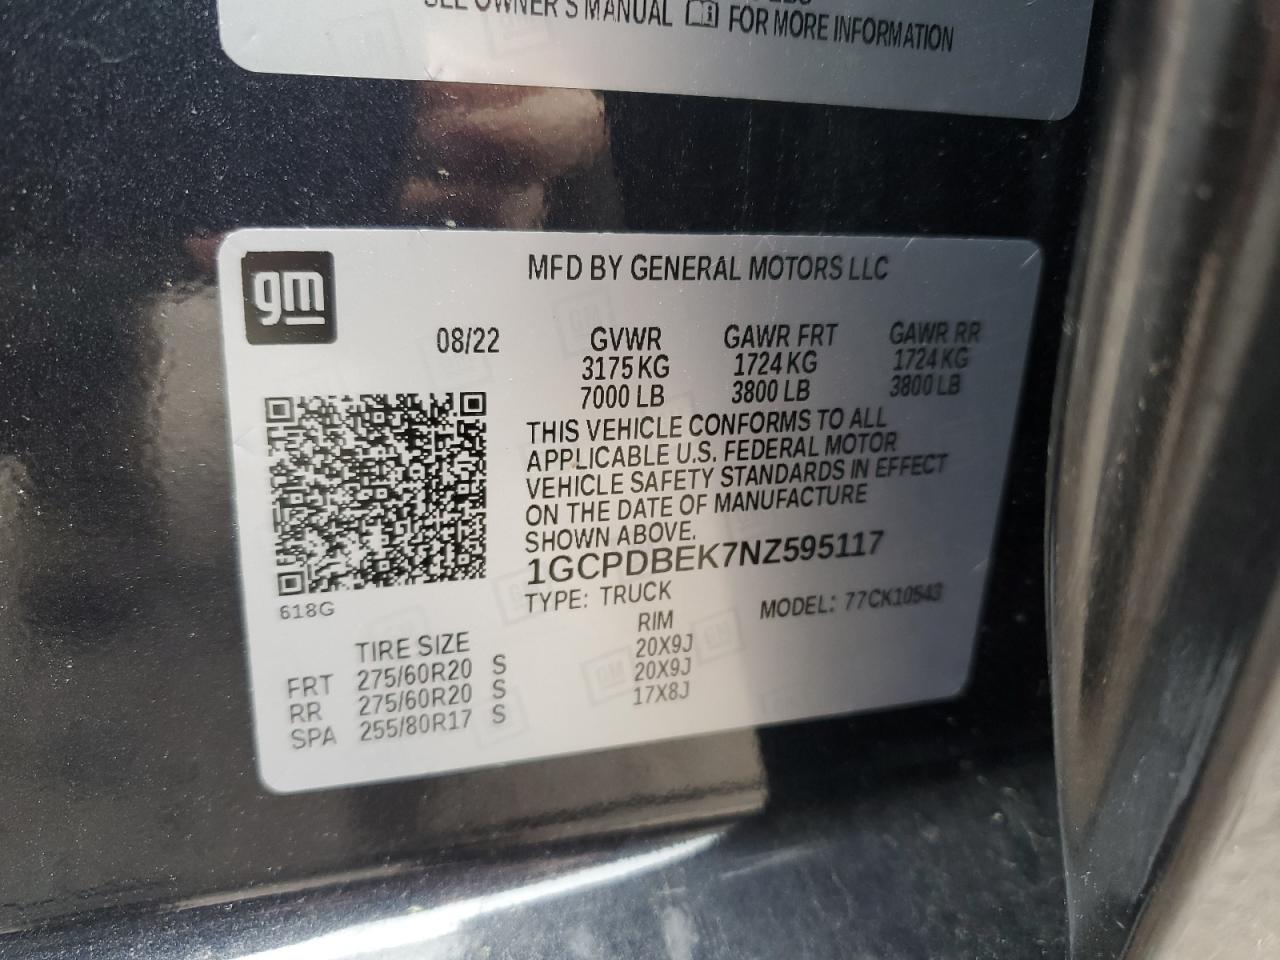 SEE OWNER'S MANUAL FOR MORE INFORMATION
gm
MFD BY GENERAL MOTORS LLC
08/22 GVWR GAWR FRT GAWR RR
3175 KG 1724 KG 1724 KG
7000 LB 3800 LB 3800 LB
THIS VEHICLE CONFORMS TO ALL
APPLICABLE U.S. FEDERAL MOTOR
VEHICLE SAFETY STANDARDS IN EFFECT
ON THE DATE OF MANUFACTURE
SHOWN ABOVE.
1GCPDBEK7NZ595117
TYPE: TRUCK MODEL: 77CK10543
618G
TIRE SIZE RIM
FRT 275/60R20 S 20X9J
RR 275/60R20 S 20X9J
SPA 255/80R17 S 17X8J